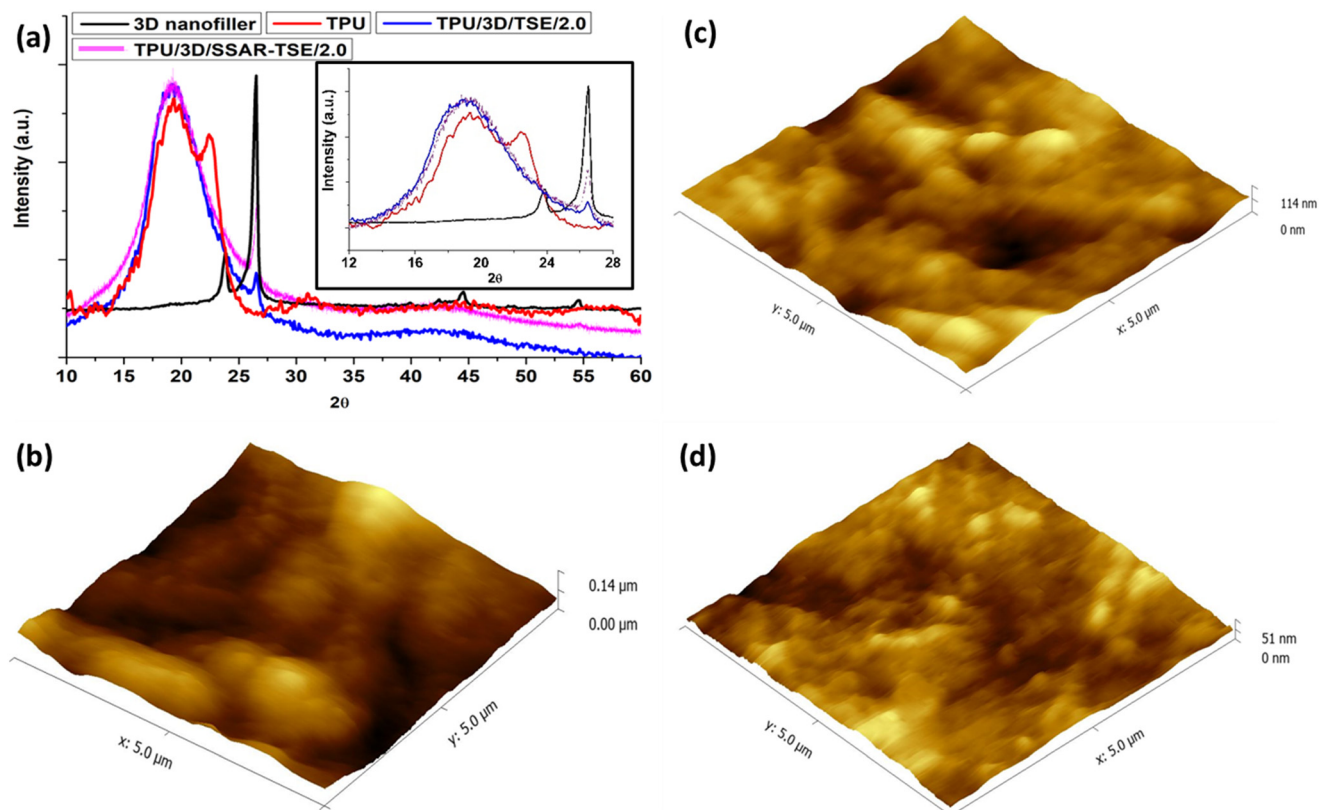 (a)
3D nanofiller TPU TPU/3D/TSE/2.0
TPU/3D/SSAR-TSE/2.0
Intensity (a.u.)
10 15 20 25 30 35 40 45 50 55 60
2θ
Intensity (a.u.)
12 16 20 24 28
2θ
(c)
114 nm
0 nm
y: 5.0 µm
x: 5.0 µm
(b)
0.14 µm
0.00 µm
x: 5.0 µm
y: 5.0 µm
(d)
51 nm
0 nm
y: 5.0 µm
x: 5.0 µm